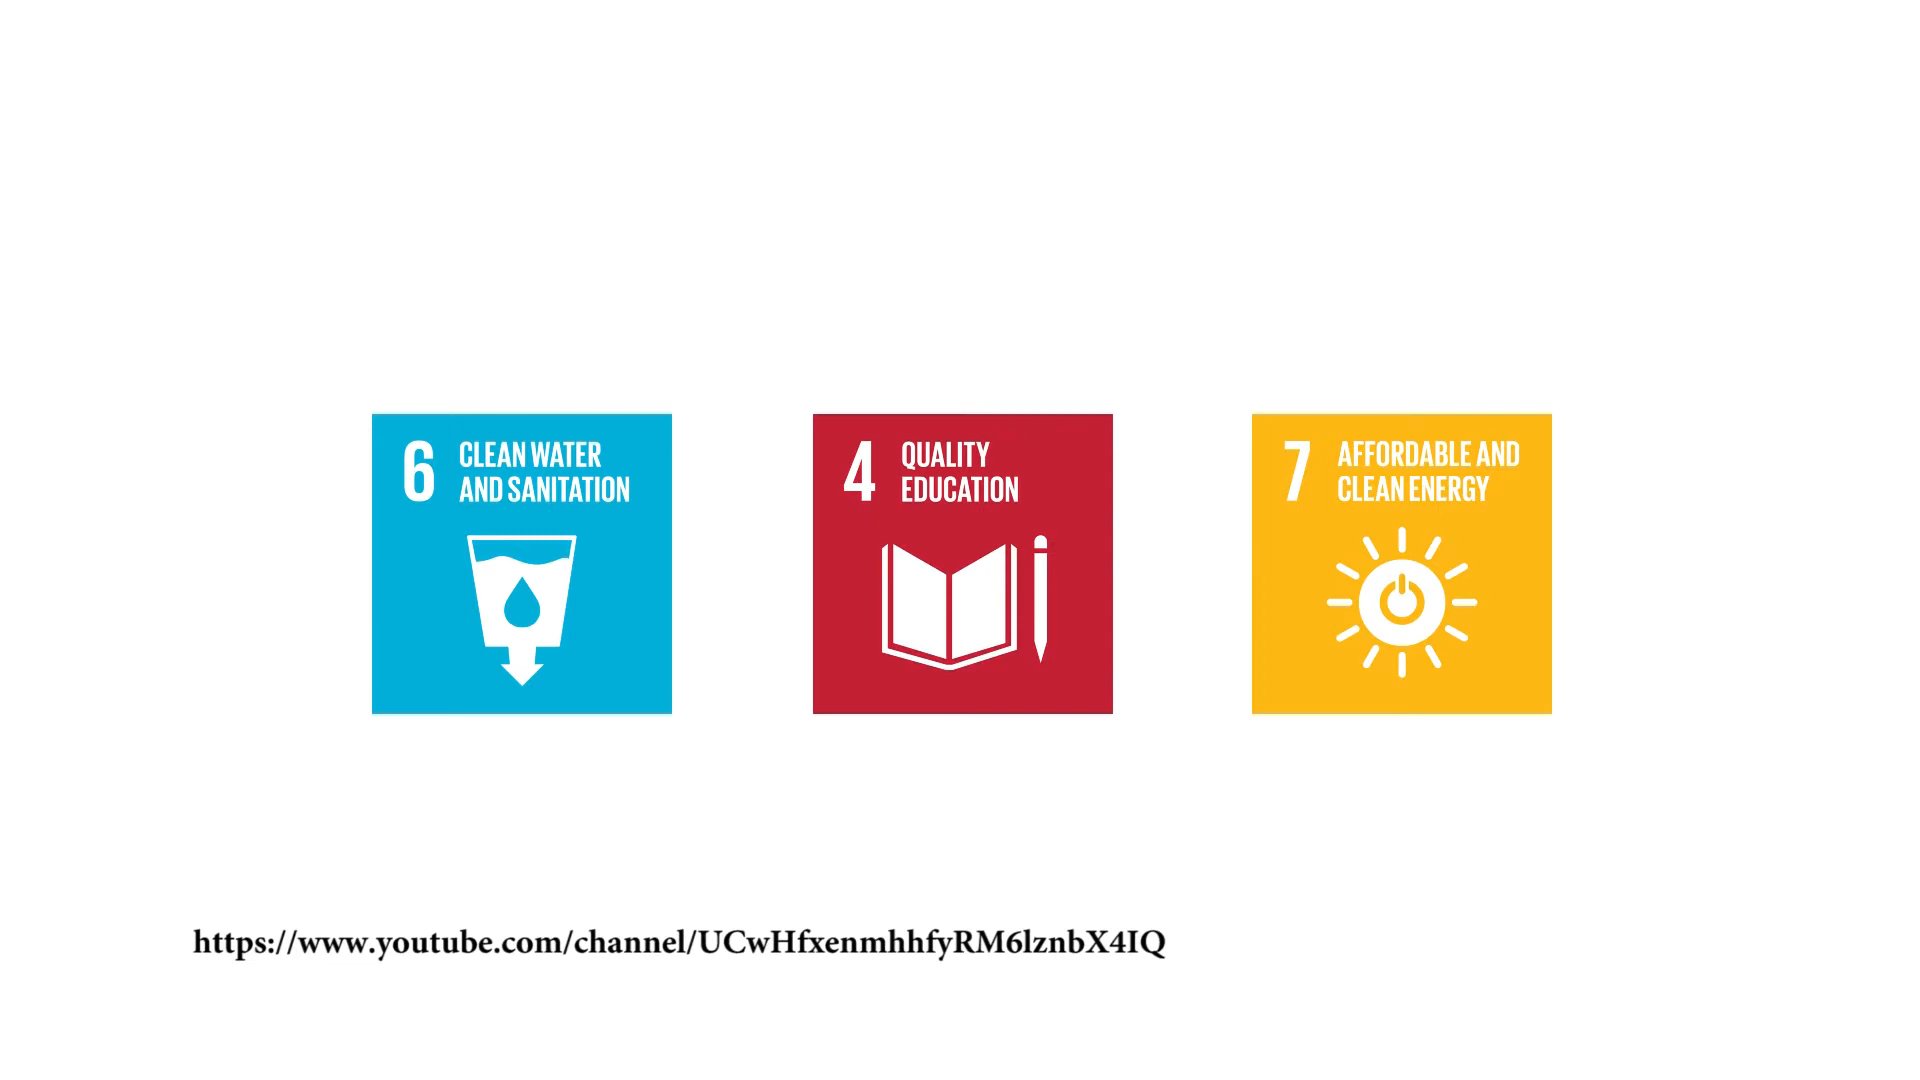 6 CLEAN WATER
AND SANITATION
4 QUALITY
EDUCATION
7 AFFORDABLE AND
CLEAN ENERGY
https://www.youtube.com/channel/UCwHfxenmhhfyRM6lznbX4IQ